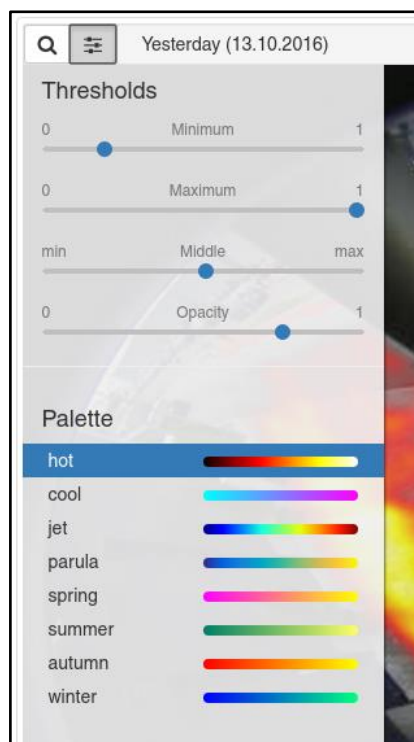 Yesterday (13.10.2016)
Thresholds
0 Minimum 1
0 Maximum 1
min Middle max
0 Opacity 1
Palette
hot
cool
jet
parula
spring
summer
autumn
winter